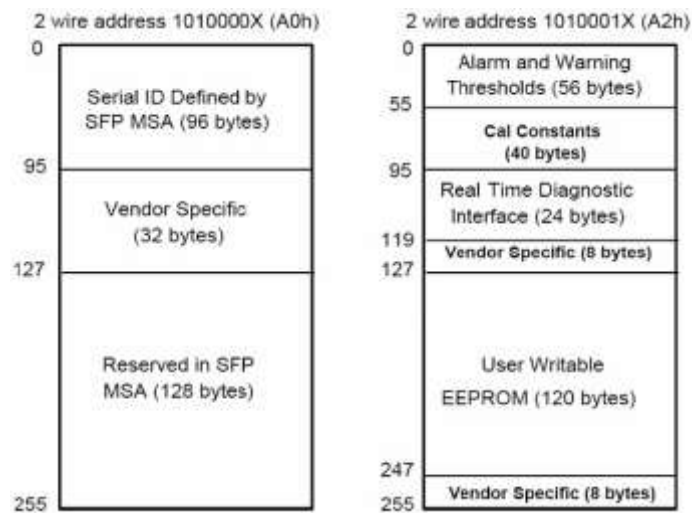 2 wire address 1010000X (A0h)
0
Serial ID Defined by
SFP MSA (96 bytes)
95
Vendor Specific
(32 bytes)
127
Reserved in SFP
MSA (128 bytes)
255
2 wire address 1010001X (A2h)
0
Alarm and Warning
Thresholds (56 bytes)
55
Cal Constants
(40 bytes)
95
Real Time Diagnostic
Interface (24 bytes)
119
Vendor Specific (8 bytes)
127
User Writable
EEPROM (120 bytes)
247
Vendor Specific (8 bytes)
255